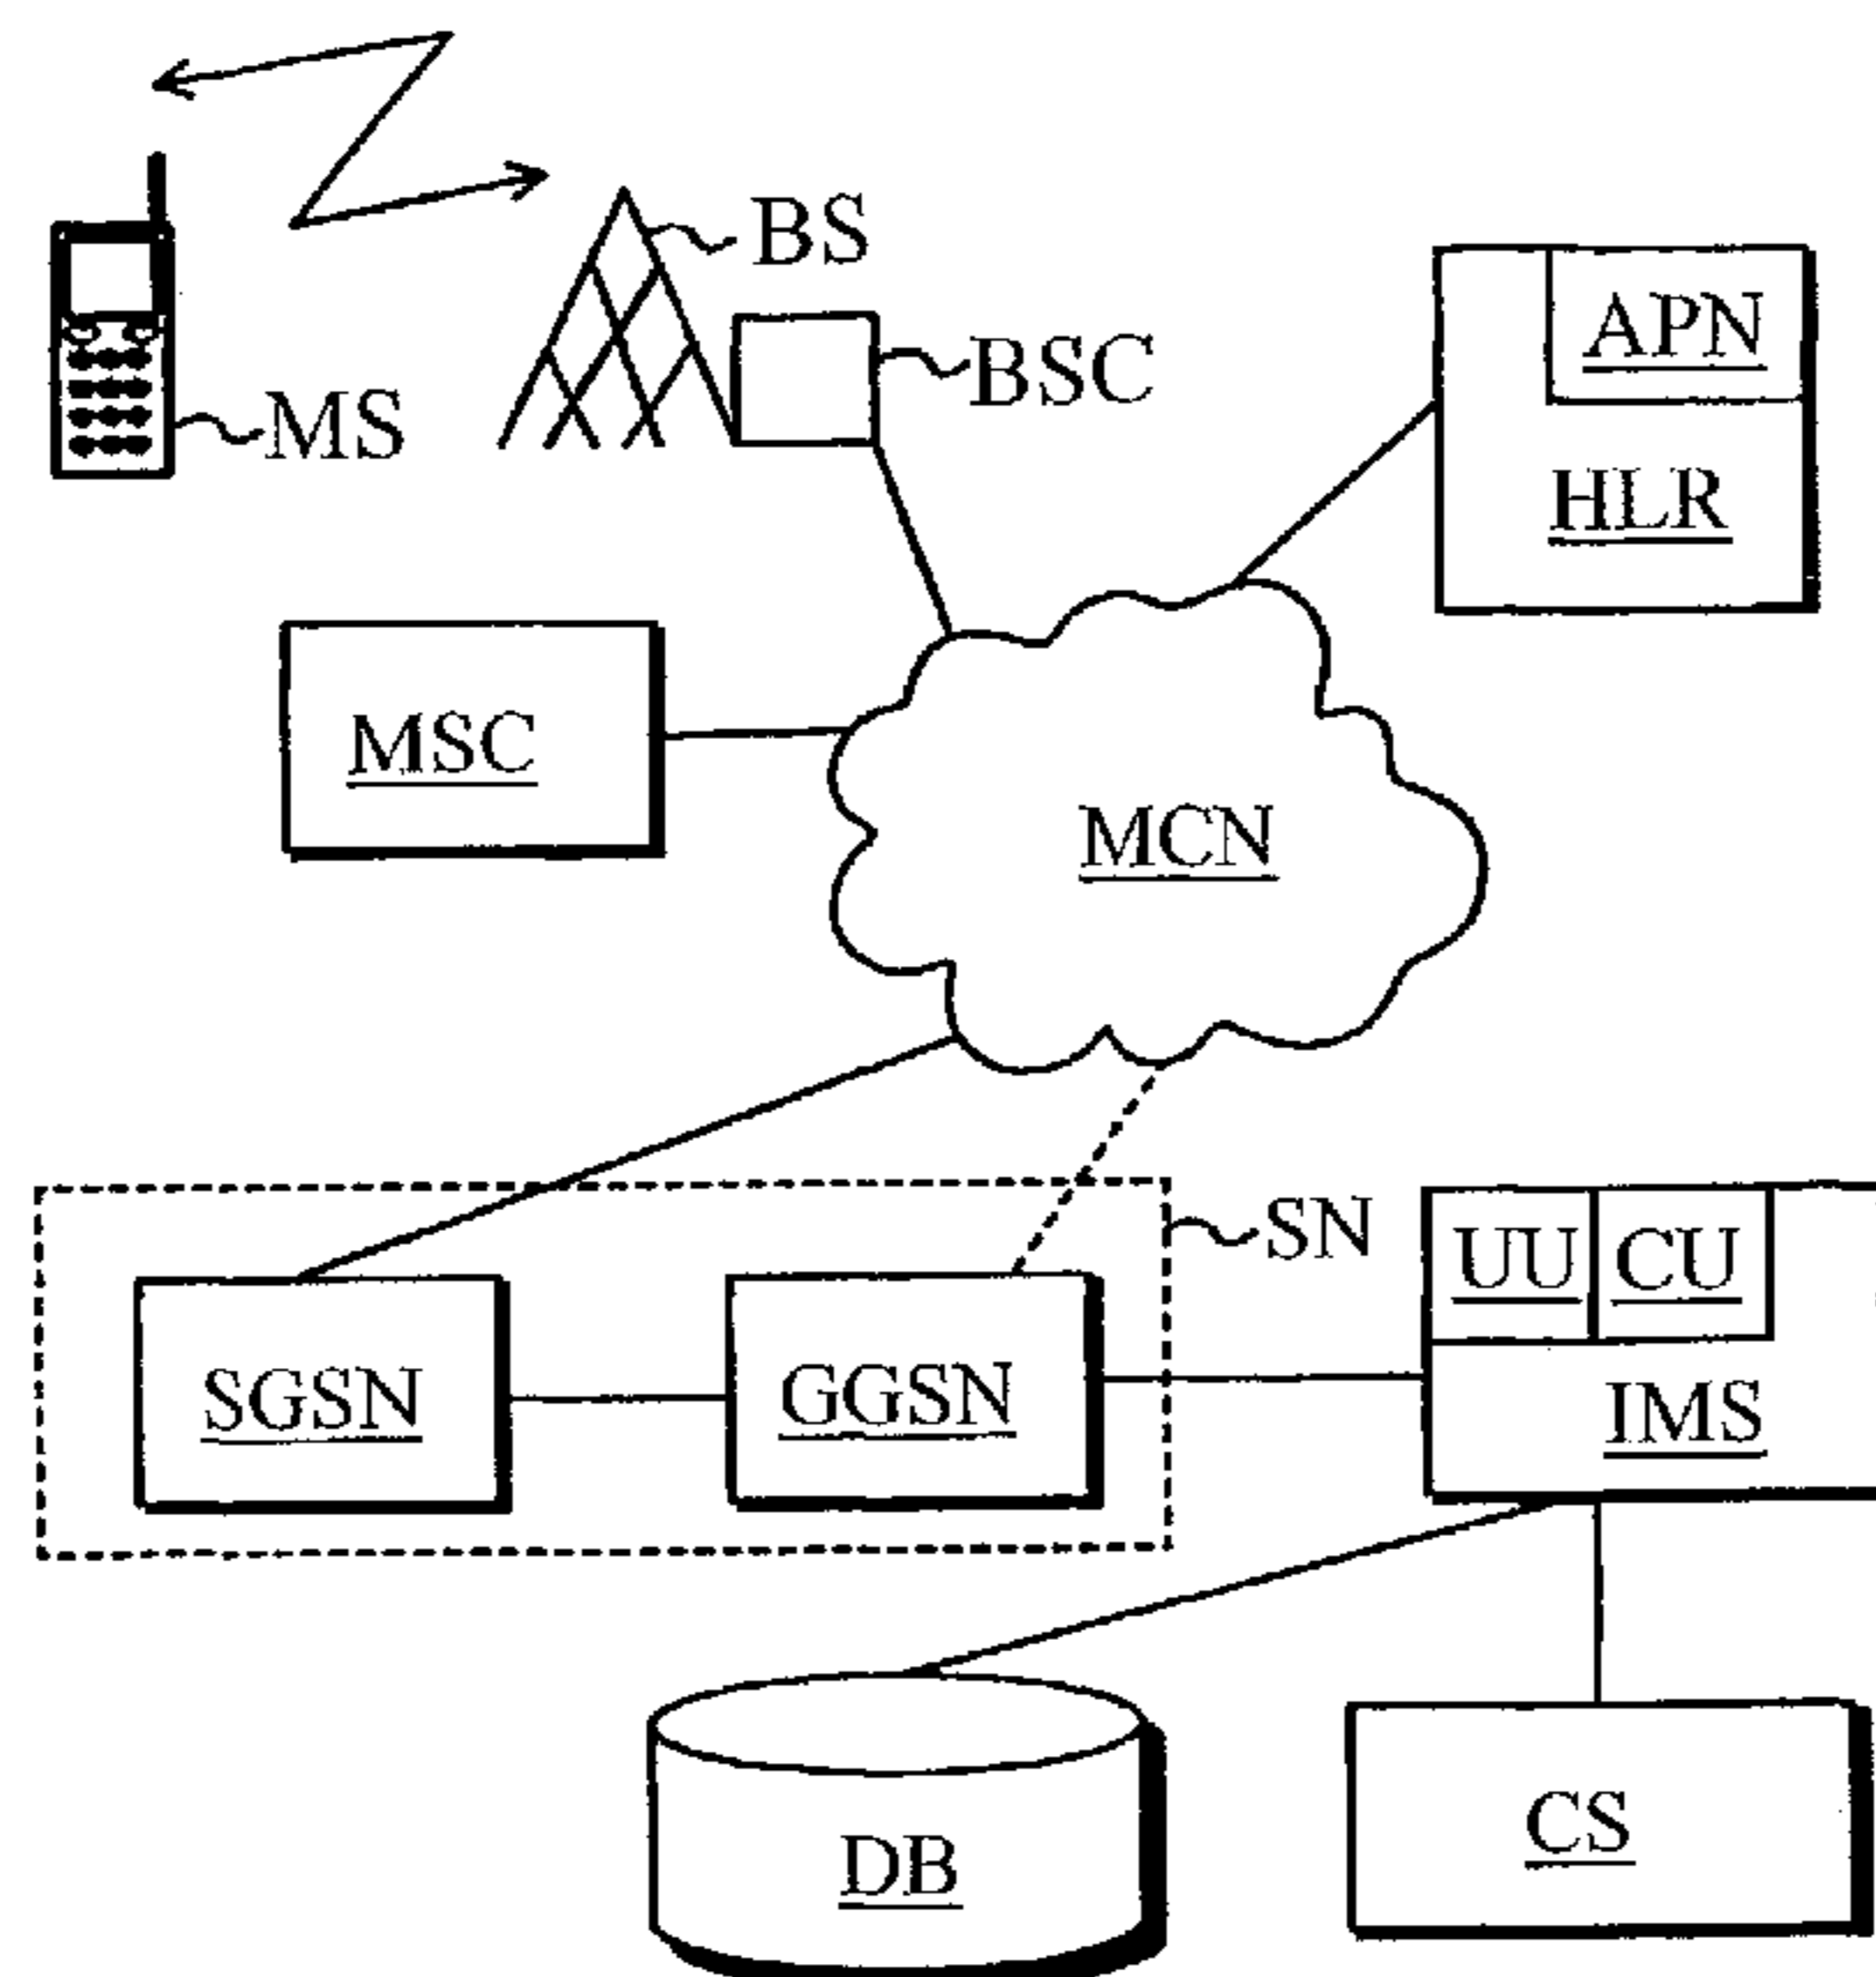 BS
APN
BSC
MS
HLR
MSC
MCN
SN
UU CU
SGSN
GGSN
IMS
CS
DB